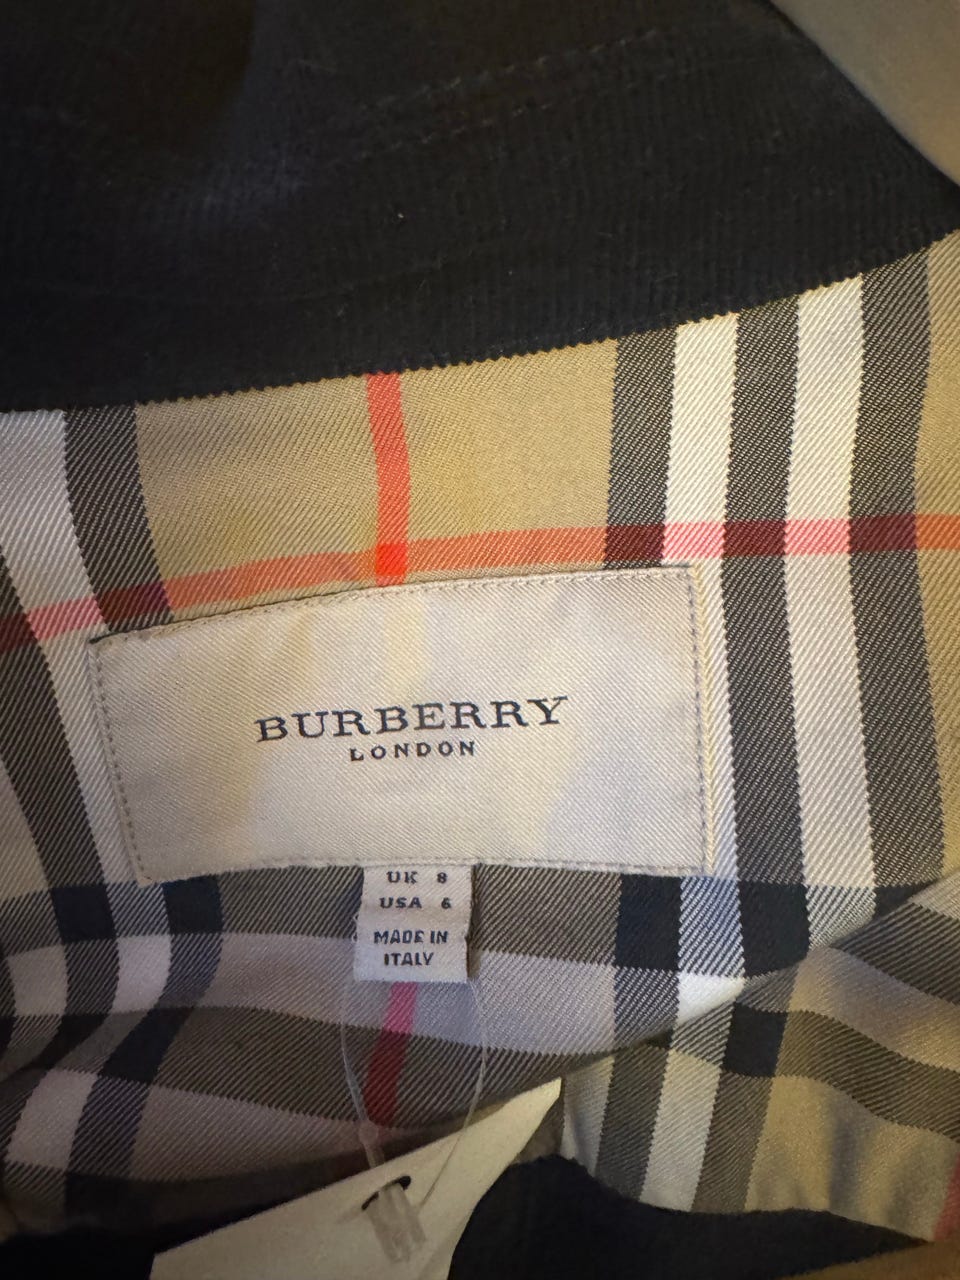 BURBERRY
LONDON
UK 8
USA 6
MADE IN
ITALY